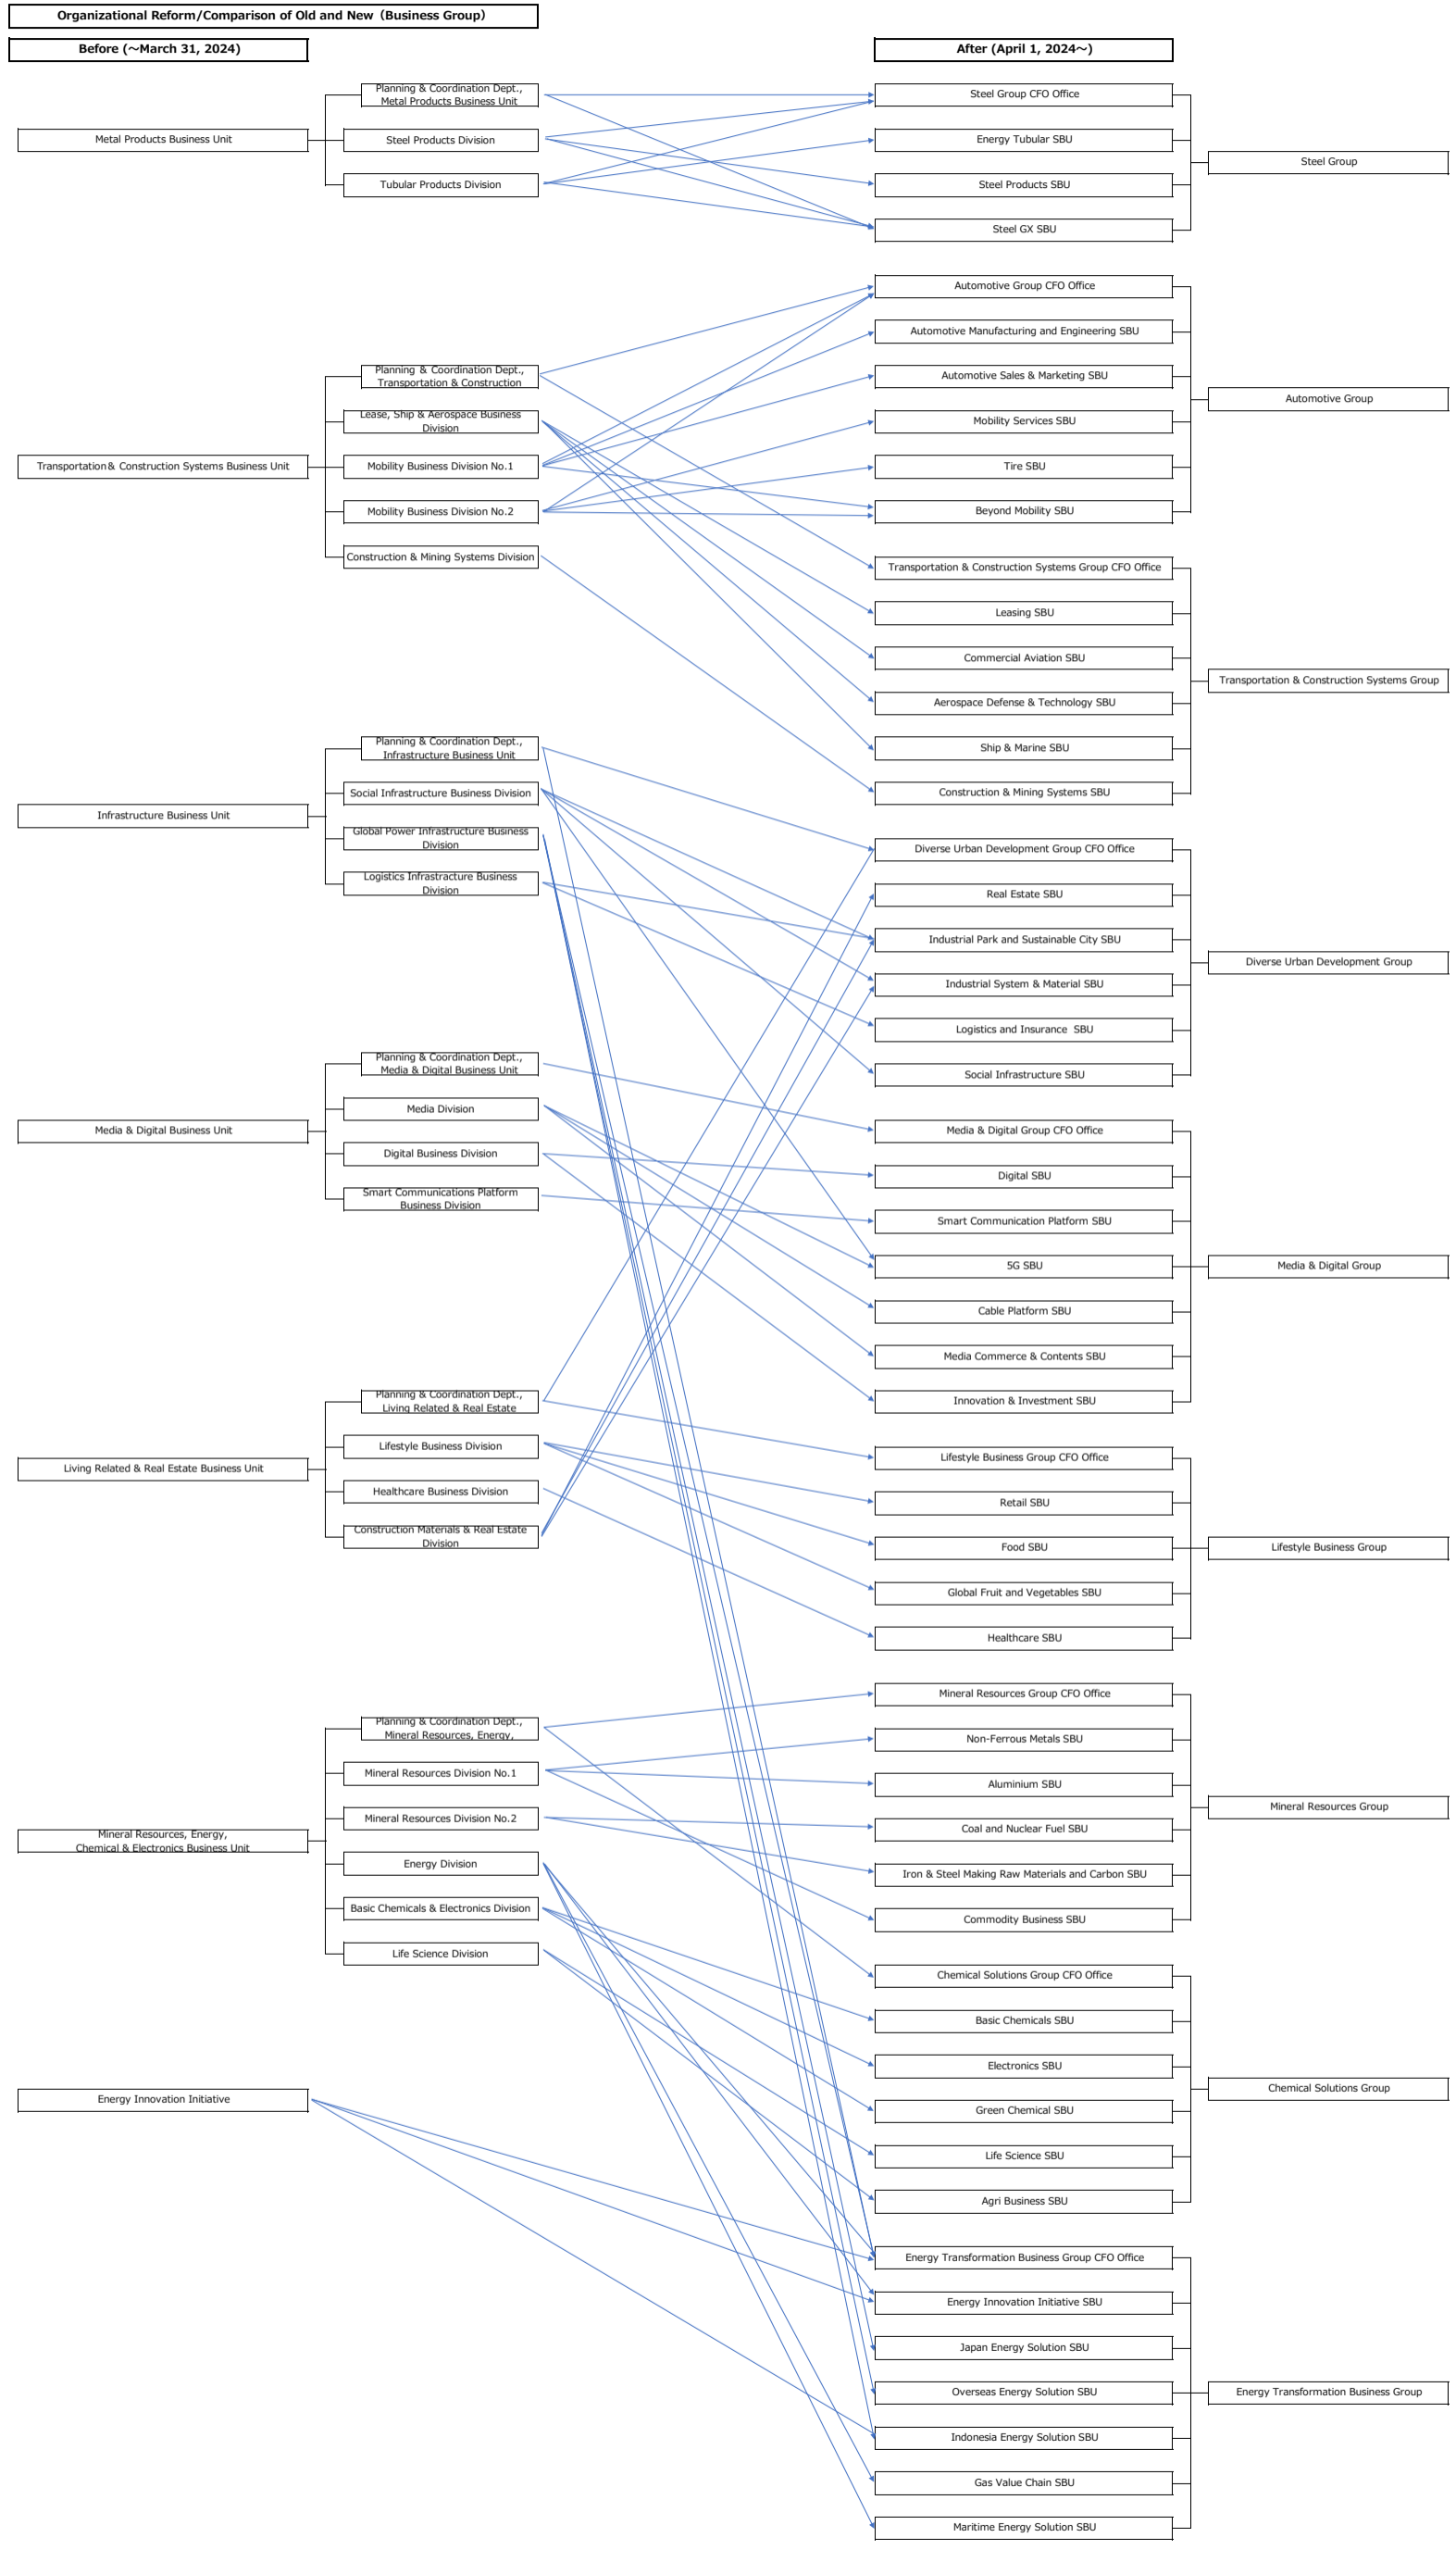 Organizational Reform/Comparison of Old and New（Business Group）
Before (～March 31, 2024)
After (April 1, 2024～)
Planning & Coordination Dept.,
Metal Products Business Unit
Metal Products Business Unit
Steel Products Division
Tubular Products Division
Steel Group CFO Office
Energy Tubular SBU
Steel Products SBU
Steel GX SBU
Steel Group
Planning & Coordination Dept.,
Transportation & Construction
Lease, Ship & Aerospace Business
Division
Transportation& Construction Systems Business Unit
Mobility Business Division No.1
Mobility Business Division No.2
Construction & Mining Systems Division
Automotive Group CFO Office
Automotive Manufacturing and Engineering SBU
Automotive Sales & Marketing SBU
Mobility Services SBU
Tire SBU
Beyond Mobility SBU
Automotive Group
Transportation & Construction Systems Group CFO Office
Leasing SBU
Commercial Aviation SBU
Aerospace Defense & Technology SBU
Ship & Marine SBU
Construction & Mining Systems SBU
Transportation & Construction Systems Group
Planning & Coordination Dept.,
Infrastructure Business Unit
Social Infrastructure Business Division
Infrastructure Business Unit
Global Power Infrastructure Business
Division
Logistics Infrastracture Business
Division
Diverse Urban Development Group CFO Office
Real Estate SBU
Industrial Park and Sustainable City SBU
Industrial System & Material SBU
Logistics and Insurance  SBU
Social Infrastructure SBU
Diverse Urban Development Group
Planning & Coordination Dept.,
Media & Digital Business Unit
Media Division
Media & Digital Business Unit
Digital Business Division
Smart Communications Platform
Business Division
Media & Digital Group CFO Office
Digital SBU
Smart Communication Platform SBU
5G SBU
Cable Platform SBU
Media Commerce & Contents SBU
Innovation & Investment SBU
Media & Digital Group
Planning & Coordination Dept.,
Living Related & Real Estate
Lifestyle Business Division
Living Related & Real Estate Business Unit
Healthcare Business Division
Construction Materials & Real Estate
Division
Lifestyle Business Group CFO Office
Retail SBU
Food SBU
Global Fruit and Vegetables SBU
Healthcare SBU
Lifestyle Business Group
Planning & Coordination Dept.,
Mineral Resources, Energy,
Mineral Resources Division No.1
Mineral Resources Division No.2
Mineral Resources, Energy,
Chemical & Electronics Business Unit
Energy Division
Basic Chemicals & Electronics Division
Life Science Division
Mineral Resources Group CFO Office
Non-Ferrous Metals SBU
Aluminium SBU
Coal and Nuclear Fuel SBU
Iron & Steel Making Raw Materials and Carbon SBU
Commodity Business SBU
Mineral Resources Group
Chemical Solutions Group CFO Office
Basic Chemicals SBU
Electronics SBU
Green Chemical SBU
Life Science SBU
Agri Business SBU
Chemical Solutions Group
Energy Innovation Initiative
Energy Transformation Business Group CFO Office
Energy Innovation Initiative SBU
Japan Energy Solution SBU
Overseas Energy Solution SBU
Indonesia Energy Solution SBU
Gas Value Chain SBU
Maritime Energy Solution SBU
Energy Transformation Business Group